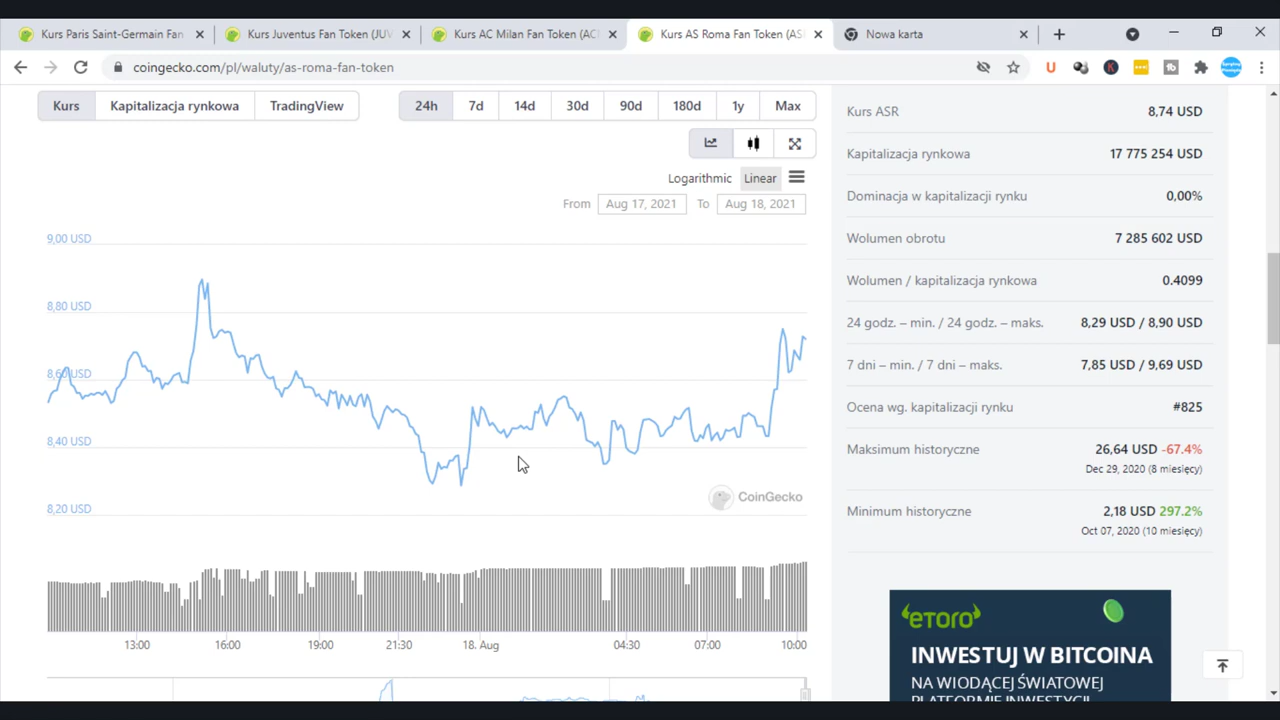 Kurs Paris Saint-Germain Fan
Kurs Juventus Fan Token (JUV
Kurs AC Milan Fan Token (ACI
Kurs AS Roma Fan Token (AS
Nowa karta
coingecko.com/pl/waluty/as-roma-fan-token
Kurs
Kapitalizacja rynkowa
TradingView
24h
7d
14d
30d
90d
180d
1y
Max
Logarithmic
Linear
From
Aug 17, 2021
To
Aug 18, 2021
9,00 USD
8,80 USD
8,60 USD
8,40 USD
8,20 USD
CoinGecko
13:00
16:00
19:00
21:30
18. Aug
04:30
07:00
10:00
Kurs ASR
8,74 USD
Kapitalizacja rynkowa
17 775 254 USD
Dominacja w kapitalizacji rynku
0,00%
Wolumen obrotu
7 285 602 USD
Wolumen / kapitalizacja rynkowa
0.4099
24 godz. – min. / 24 godz. – maks.
8,29 USD / 8,90 USD
7 dni – min. / 7 dni – maks.
7,85 USD / 9,69 USD
Ocena wg. kapitalizacji rynku
#825
Maksimum historyczne
26,64 USD -67.4%
Dec 29, 2020 (8 miesięcy)
Minimum historyczne
2,18 USD 297.2%
Oct 07, 2020 (10 miesięcy)
eToro
INWESTUJ W BITCOINA
NA WIODĄCEJ ŚWIATOWEJ
PLATFORMIE INWESTYCJI